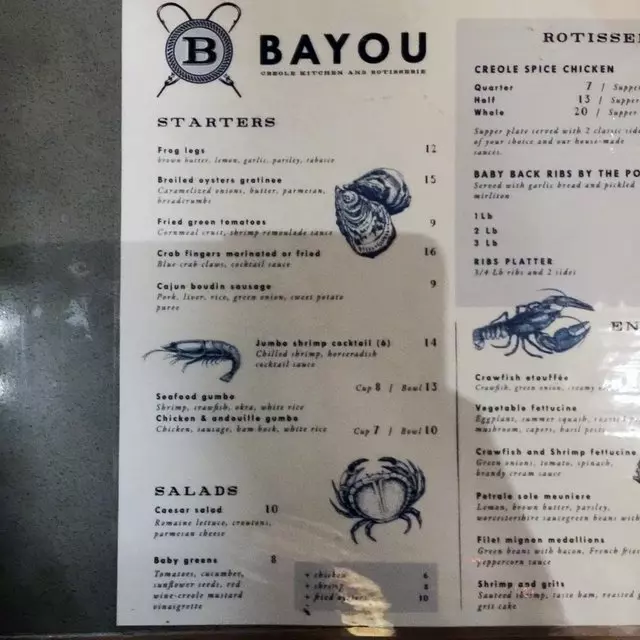 B BAYOU
CREOLE KITCHEN AND ROTISSERIE
STARTERS
Frog legs 12
brown butter, lemon, garlic, parsley, tabasco
Broiled oysters gratinee 15
Caramelized onions, butter, parmesan,
breadcrumbs
Fried green tomatoes 9
Cornmeal crust, shrimp remoulade sauce
Crab fingers marinated or fried 16
Blue crab claws, cocktail sauce
Cajun boudin sausage 9
Pork, liver, rice, green onion, sweet potato
puree
Jumbo shrimp cocktail (6) 14
Chilled shrimp, horseradish
cocktail sauce
Cup 8 / Bowl 13
Seafood gumbo
Shrimp, crawfish, okra, white rice
Chicken & andouille gumbo
Chicken, sausage, ham hock, white rice Cup 7 / Bowl 10
SALADS
Caesar salad 10
Romaine lettuce, croutons,
parmesan cheese
Baby greens 8
Tomatoes, cucumber,
sunflower seeds, red
wine-creole mustard
vinaigrette
+ chicken 6
+ shrimp 8
+ fried oysters 10
ROTISSE
CREOLE SPICE CHICKEN
Quarter 7 / Suppe
Half 13 / Supper
Whole 20 / Supper
Supper plate served with 2 classic side
of your choice and our house-made
sauces.
BABY BACK RIBS BY THE PO
Served with garlic bread and pickled
mirliton
1 Lb
2 Lb
3 Lb
RIBS PLATTER
3/4 Lb ribs and 2 sides
EN
Crawfish etouffée
Crawfish, green onion, creamy
Vegetable fettucine
Eggplants, summer squash, roasted
mushroom, capers, basil pesto
Crawfish and Shrimp fettucine
Green onions, tomato, spinach,
brandy cream sauce
Petrale sole meuniere
Lemon, brown butter, parsley,
worcestershire saucegreen beans with
Filet mignon medallions
Green beans with bacon, French frie
peppercorn sauce
Shrimp and grits
Sauteed shrimp, tasso ham, roasted
grit cake